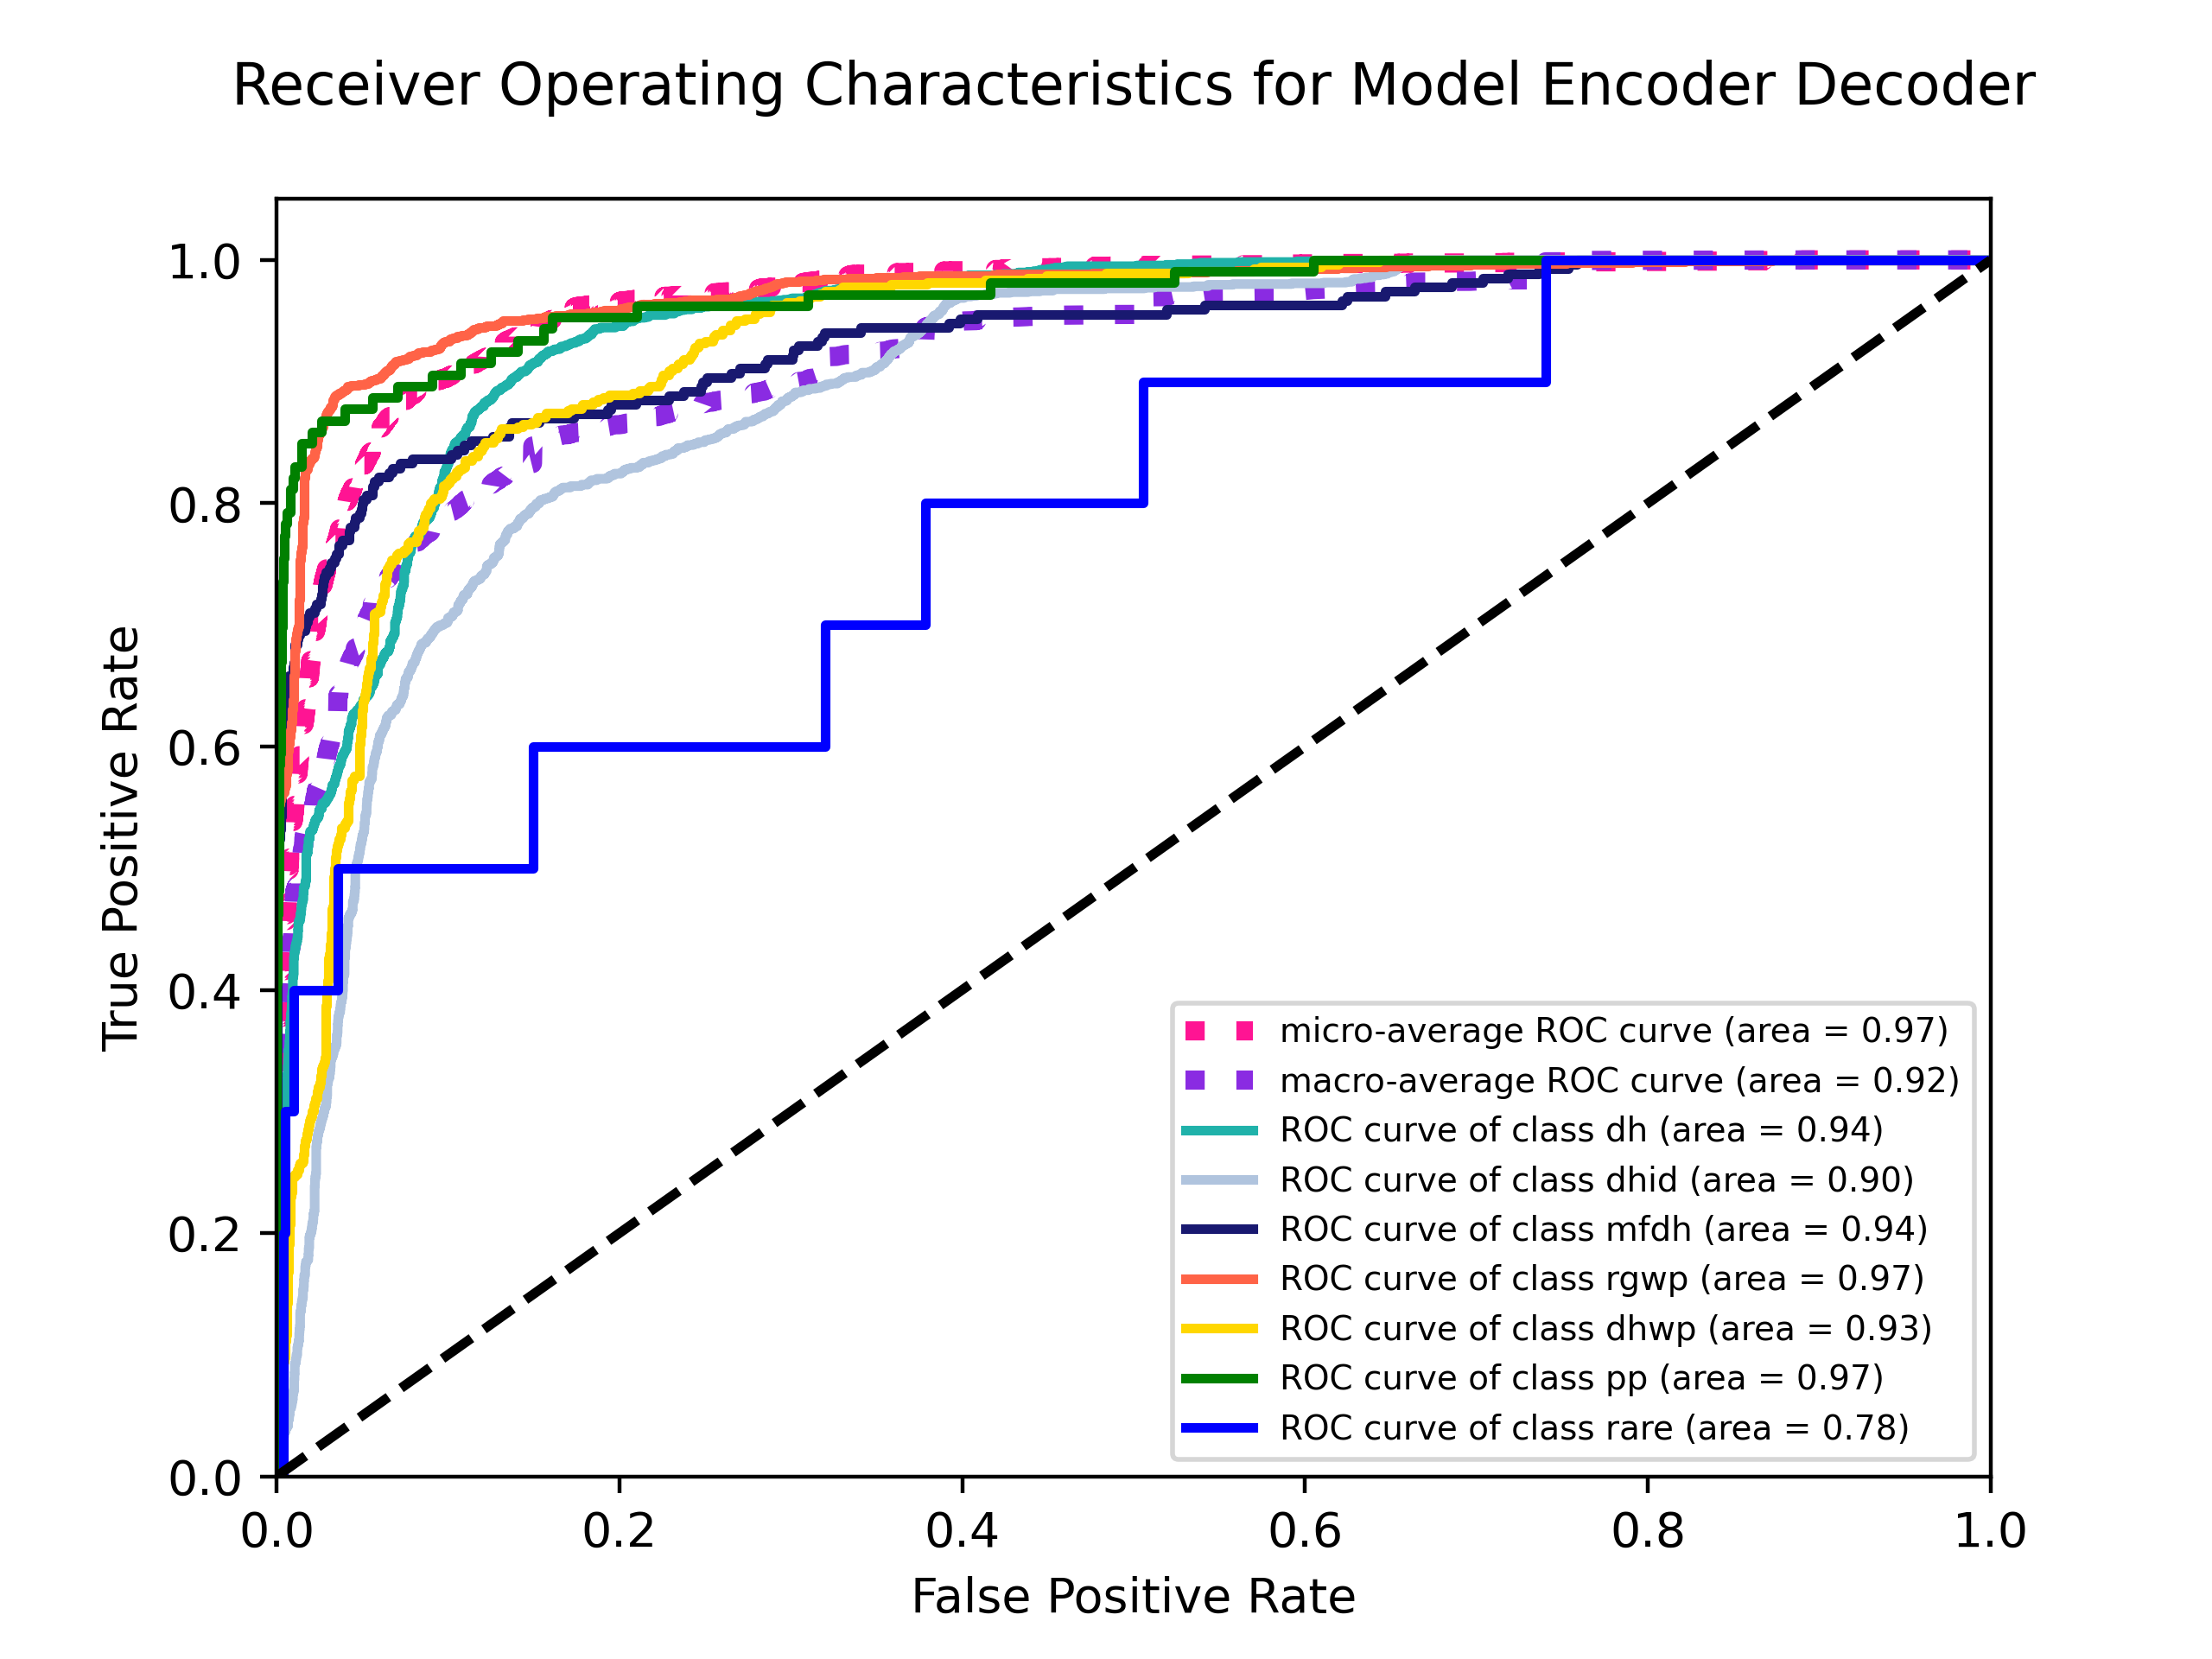 Receiver Operating Characteristics for Model Encoder Decoder
1.0
0.8
0.6
0.4
0.2
0.0
True Positive Rate
micro-average ROC curve (area = 0.97)
macro-average ROC curve (area = 0.92)
ROC curve of class dh (area = 0.94)
ROC curve of class dhid (area = 0.90)
ROC curve of class mfdh (area = 0.94)
ROC curve of class rgwp (area = 0.97)
ROC curve of class dhwp (area = 0.93)
ROC curve of class pp (area = 0.97)
ROC curve of class rare (area = 0.78)
0.0 0.2 0.4 0.6 0.8 1.0
False Positive Rate